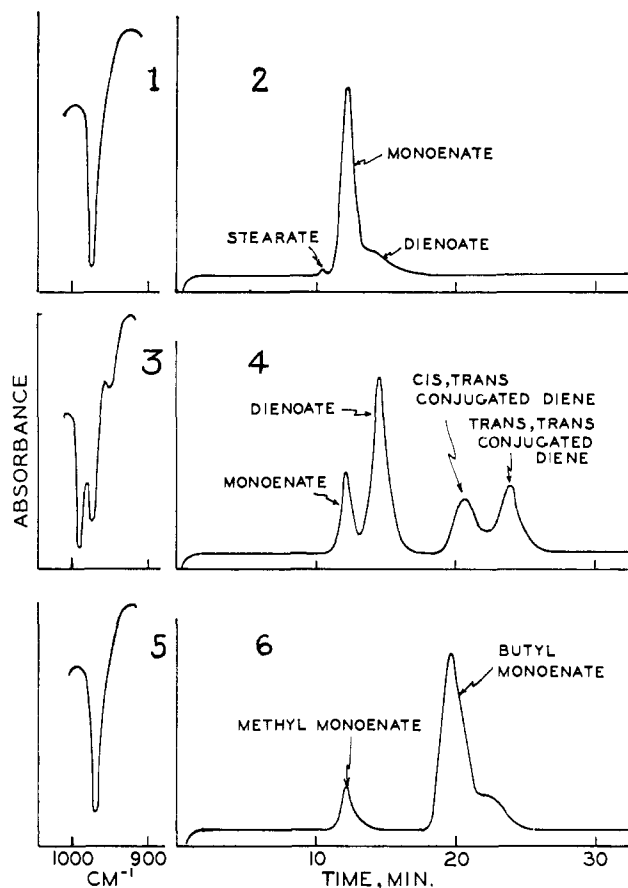 1
2
MONOENATE
STEARATE
DIENOATE
3
4
CIS, TRANS
CONJUGATED DIENE
DIENOATE
TRANS, TRANS
CONJUGATED
DIENE
MONOENATE
ABSORBANCE
5
6
BUTYL
MONOENATE
METHYL MONOENATE
1000 900
CM⁻¹
10 20 30
TIME, MIN.